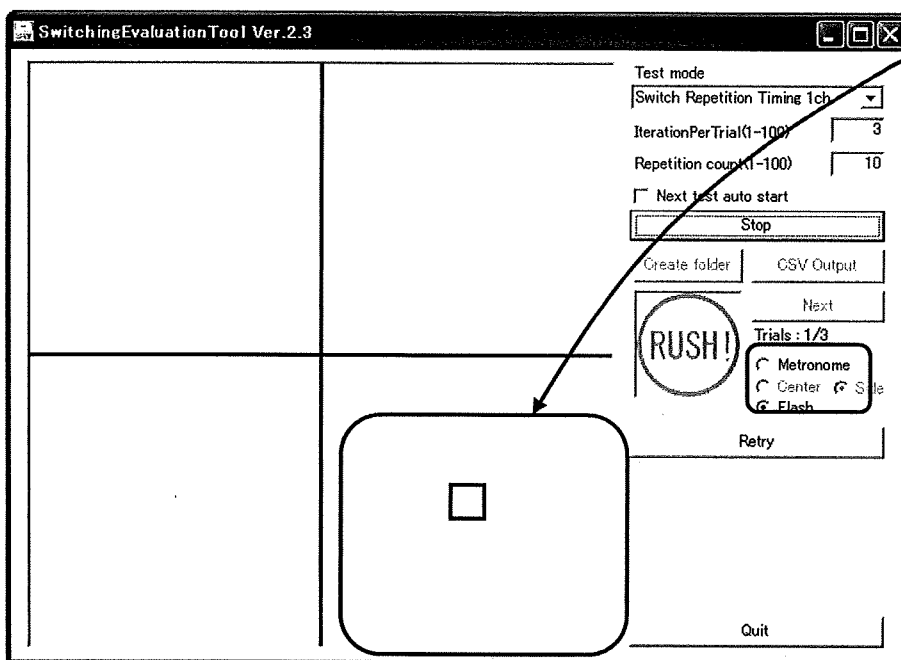 SwitchingEvaluationTool Ver.2.3
Test mode
Switch Repetition Timing 1ch
IterationPerTrial(1-100) 3
Repetition count(1-100) 10
Next test auto start
Stop
Create folder CSV Output
Next
RUSH!
Trials : 1/3
Metronome
Center Side
Flash
Retry
Quit